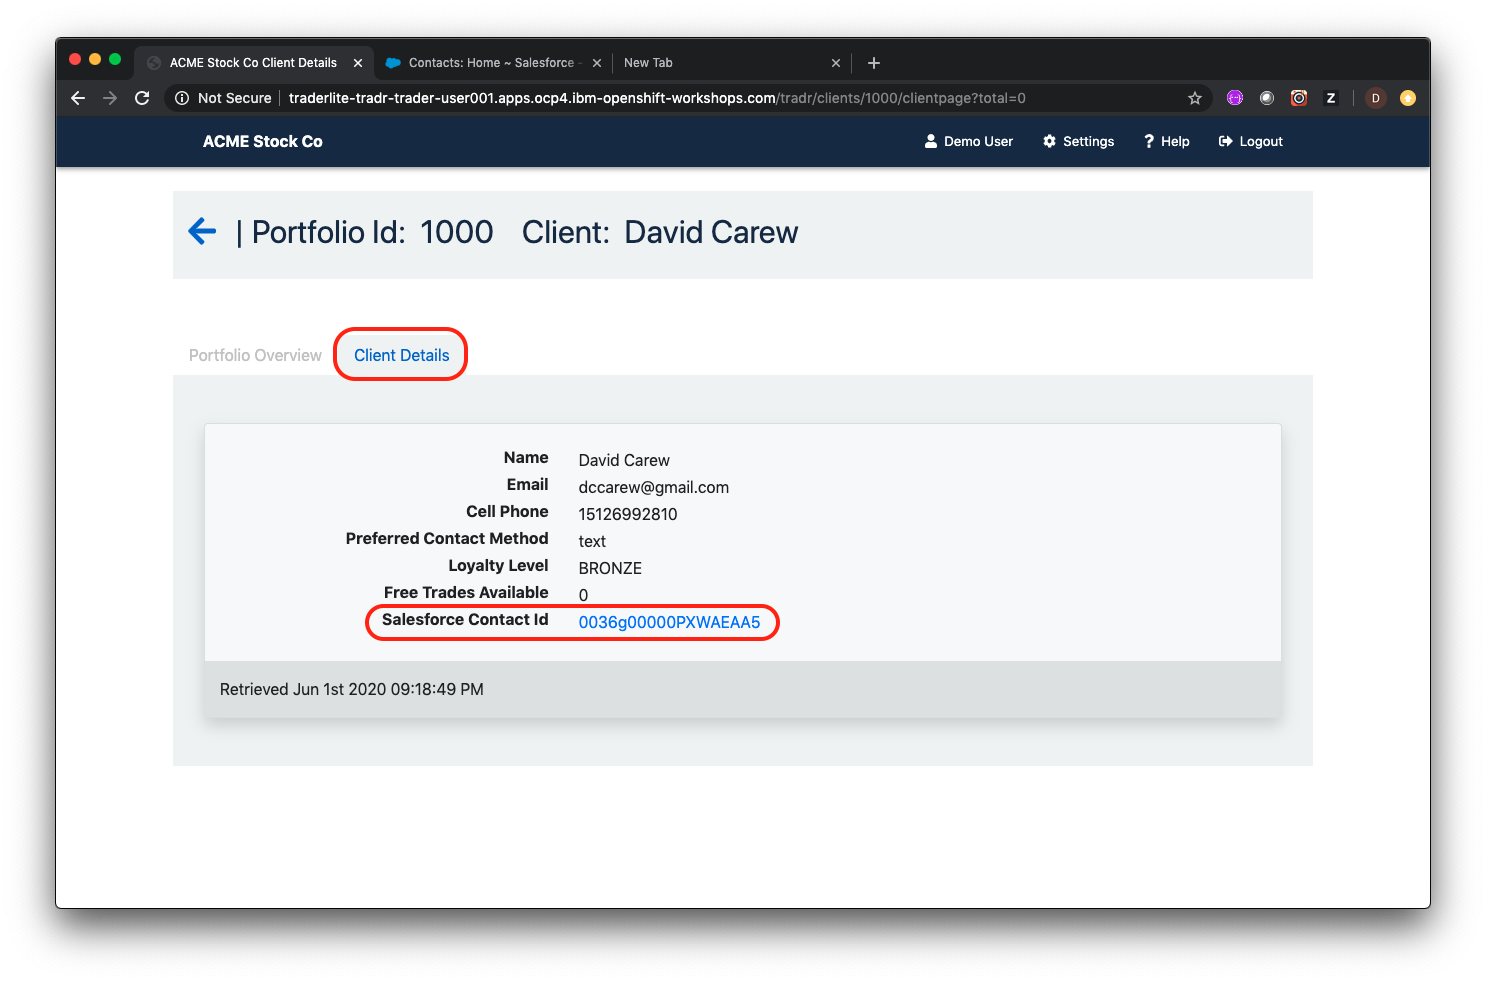 ACME Stock Co Client Details
Contacts: Home ~ Salesforce -
New Tab
Not Secure
traderlite-tradr-trader-user001.apps.ocp4.ibm-openshift-workshops.com/tradr/clients/1000/clientpage?total=0
Z
D
ACME Stock Co
Demo User
Settings
? Help
Logout
| Portfolio Id: 1000 Client: David Carew
Portfolio Overview
Client Details
Name David Carew
Email dccarew@gmail.com
Cell Phone 15126992810
Preferred Contact Method text
Loyalty Level BRONZE
Free Trades Available 0
Salesforce Contact Id 0036g00000PXWAEAA5
Retrieved Jun 1st 2020 09:18:49 PM